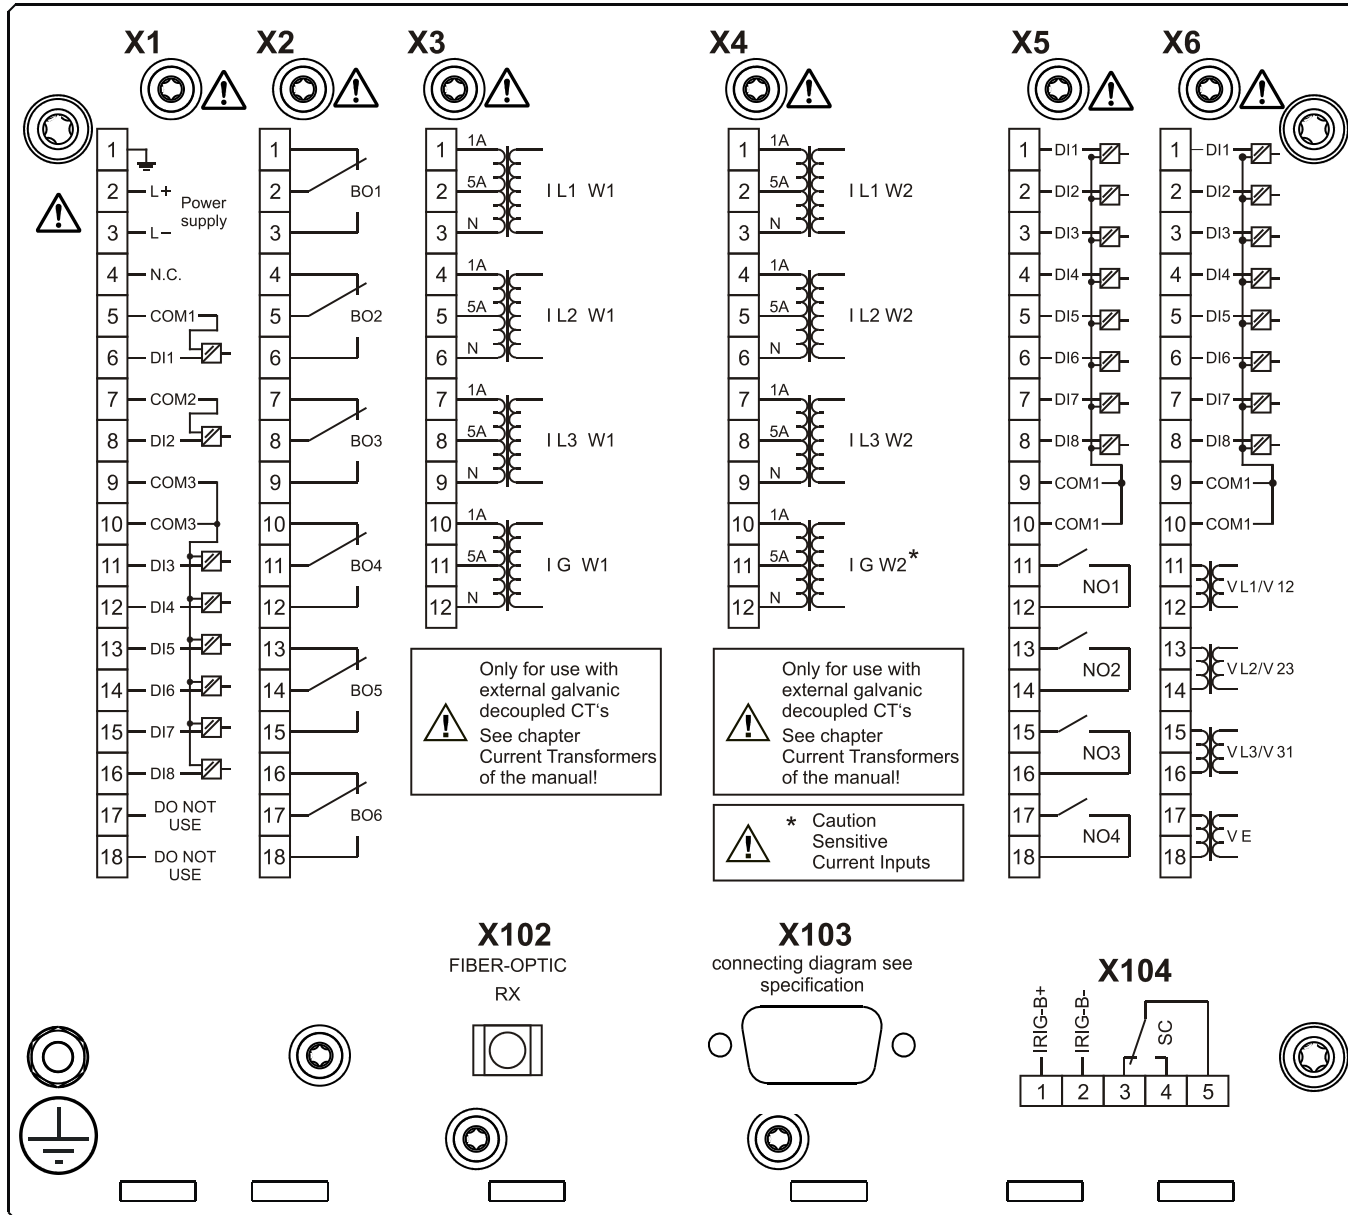 X1
1
2 L+
Power
supply
3 L–
4 N.C.
5 COM1
6 DI1
7 COM2
8 DI2
9 COM3
10 COM3
11 DI3
12 DI4
13 DI5
14 DI6
15 DI7
16 DI8
17 DO NOT
USE
18 DO NOT
USE
X2
1
2 BO1
3
4
5 BO2
6
7
8 BO3
9
10
11 BO4
12
13
14 BO5
15
16
17 BO6
18
X3
1 1A
2 5A I L1 W1
3 N
4 1A
5 5A I L2 W1
6 N
7 1A
8 5A I L3 W1
9 N
10 1A
11 5A I G W1
12 N
Only for use with
external galvanic
decoupled CT‘s
See chapter
Current Transformers
of the manual!
X4
1 1A
2 5A I L1 W2
3 N
4 1A
5 5A I L2 W2
6 N
7 1A
8 5A I L3 W2
9 N
10 1A
11 5A I G W2*
12 N
Only for use with
external galvanic
decoupled CT‘s
See chapter
Current Transformers
of the manual!
* Caution
Sensitive
Current Inputs
X5
1 DI1
2 DI2
3 DI3
4 DI4
5 DI5
6 DI6
7 DI7
8 DI8
9 COM1
10 COM1
11
NO1
12
13
NO2
14
15
NO3
16
17
NO4
18
X6
1 DI1
2 DI2
3 DI3
4 DI4
5 DI5
6 DI6
7 DI7
8 DI8
9 COM1
10 COM1
11
V L1/V 12
12
13
V L2/V 23
14
15
V L3/V 31
16
17
V E
18
X102
FIBER-OPTIC
RX
X103
connecting diagram see
specification
X104
IRIG-B+
IRIG-B-
SC
1 2 3 4 5